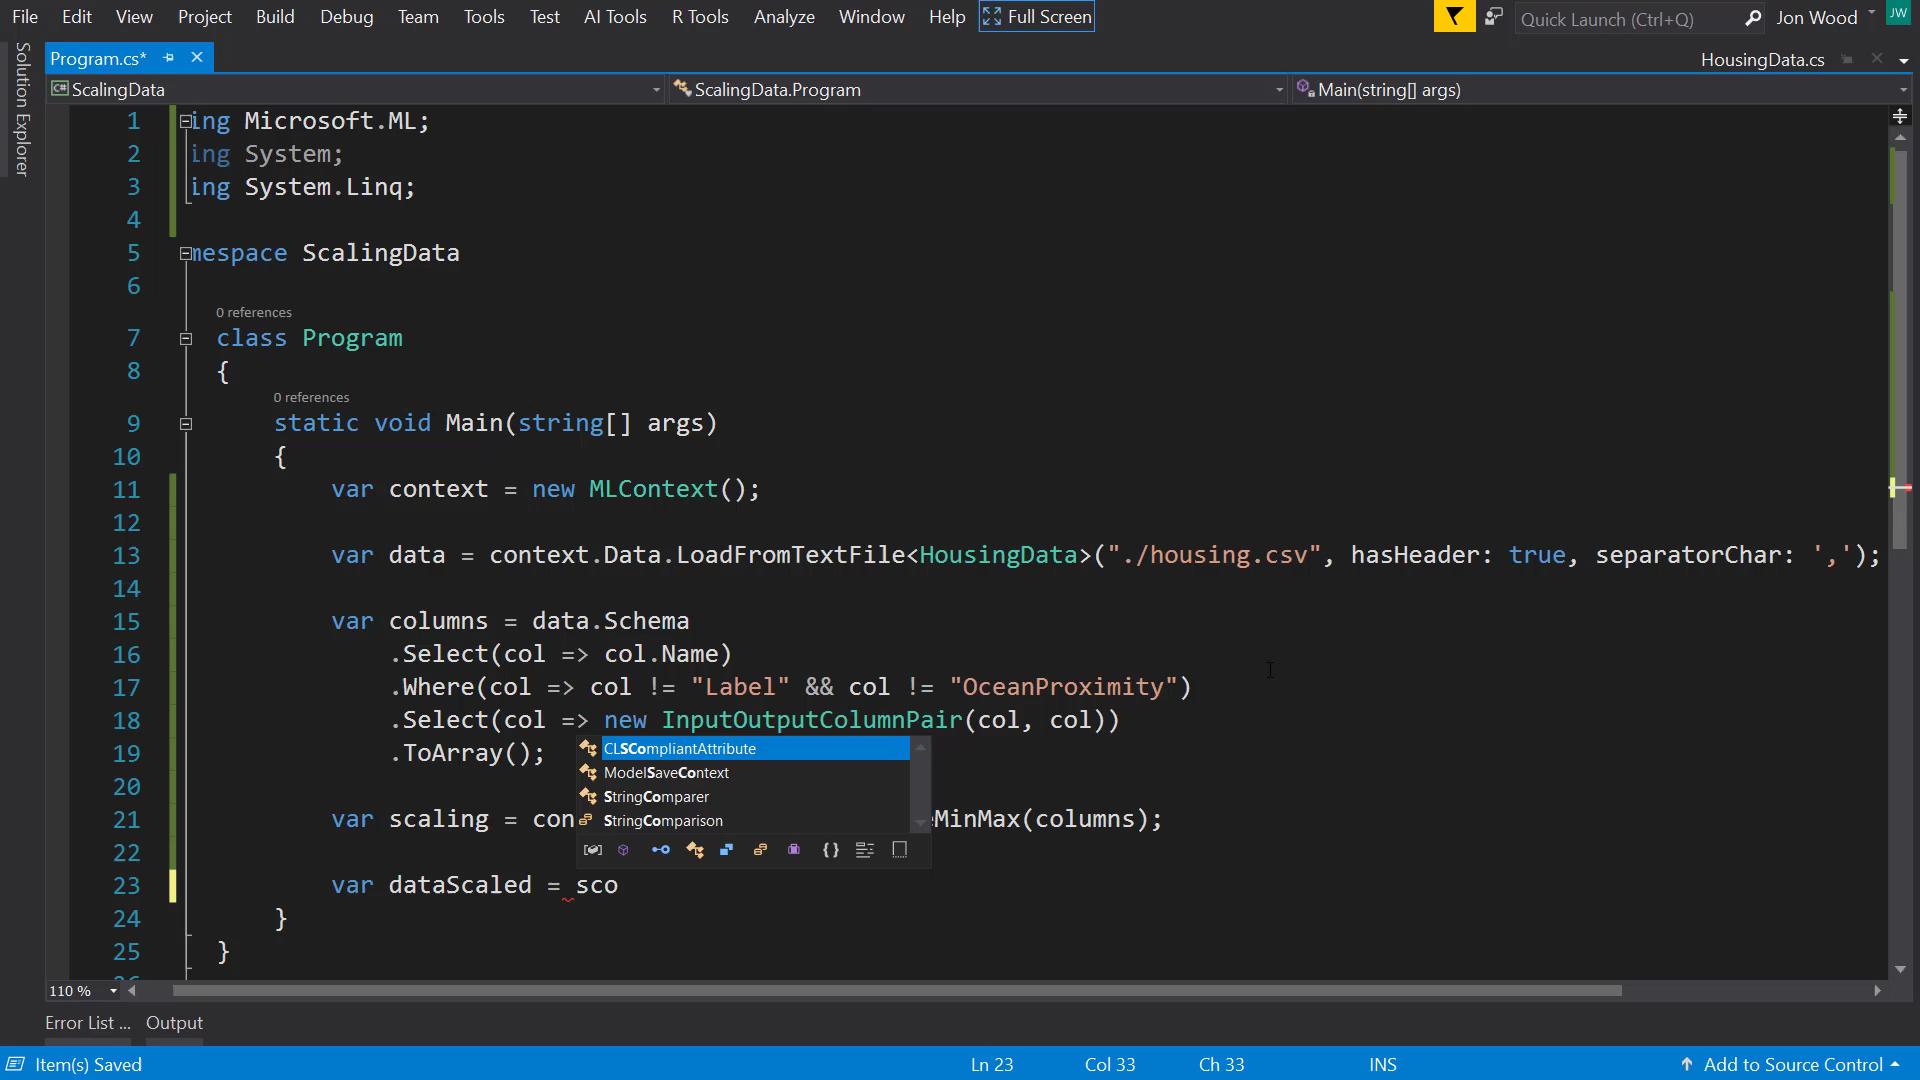 File Edit View Project Build Debug Team Tools Test AI Tools R Tools Analyze Window Help Full Screen Quick Launch (Ctrl+Q) Jon Wood JW
Solution Explorer
Program.cs* HousingData.cs
C# ScalingData ScalingData.Program Main(string[] args)
1 ing Microsoft.ML;
2 ing System;
3 ing System.Linq;
4
5 mespace ScalingData
6
0 references
7 class Program
8 {
0 references
9 static void Main(string[] args)
10 {
11 var context = new MLContext();
12
13 var data = context.Data.LoadFromTextFile<HousingData>("./housing.csv", hasHeader: true, separatorChar: ',');
14
15 var columns = data.Schema
16 .Select(col => col.Name)
17 .Where(col => col != "Label" && col != "OceanProximity")
18 .Select(col => new InputOutputColumnPair(col, col))
19 .ToArray();
CLSCompliantAttribute
ModelSaveContext
StringComparer
StringComparison
20
21 var scaling = con eMinMax(columns);
22
23 var dataScaled = sco
24 }
25 }
26
110 %
Error List ... Output
Item(s) Saved Ln 23 Col 33 Ch 33 INS Add to Source Control